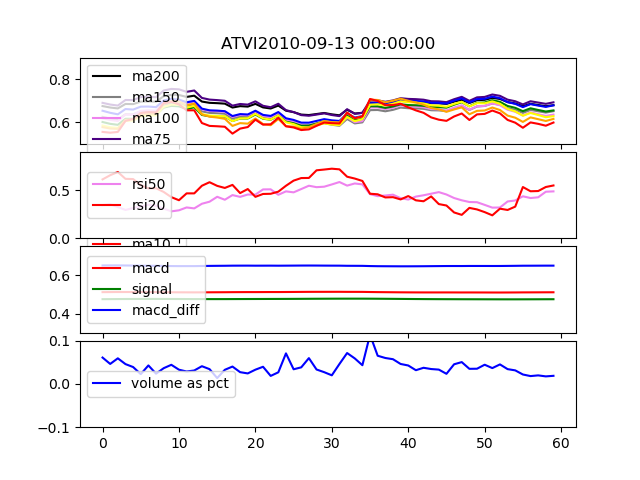 ATVI2010-09-13 00:00:00
0.8
0.6
ma200
ma150
ma100
ma75
0.5
0.0
rsi50
rsi20
ma10
0.6
0.4
macd
signal
macd_diff
0.1
0.0
−0.1
volume as pct
0 10 20 30 40 50 60